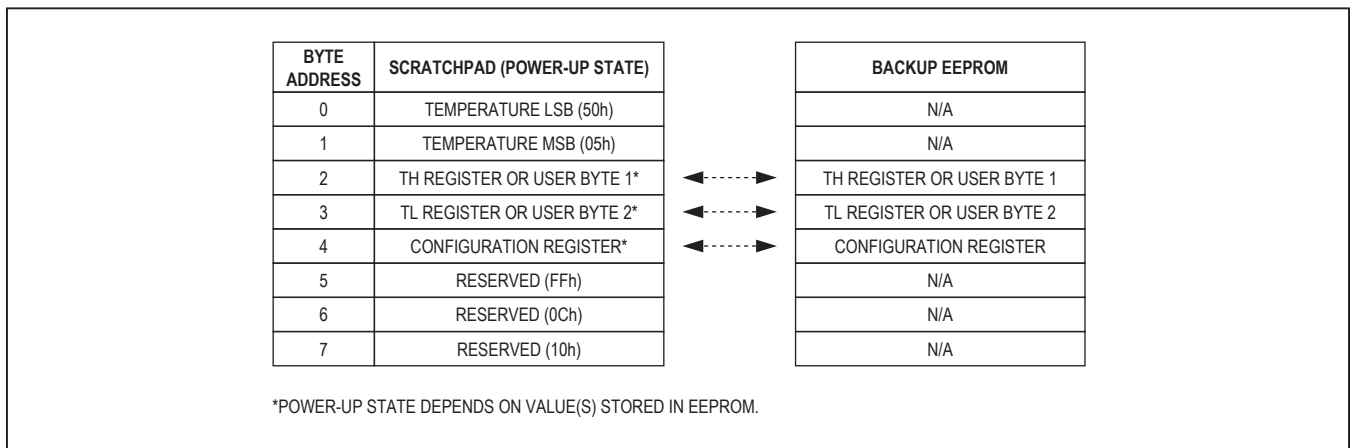 BYTE ADDRESS SCRATCHPAD (POWER-UP STATE) BACKUP EEPROM
0 TEMPERATURE LSB (50h) N/A
1 TEMPERATURE MSB (05h) N/A
2 TH REGISTER OR USER BYTE 1* TH REGISTER OR USER BYTE 1
3 TL REGISTER OR USER BYTE 2* TL REGISTER OR USER BYTE 2
4 CONFIGURATION REGISTER* CONFIGURATION REGISTER
5 RESERVED (FFh) N/A
6 RESERVED (0Ch) N/A
7 RESERVED (10h) N/A
*POWER-UP STATE DEPENDS ON VALUE(S) STORED IN EEPROM.